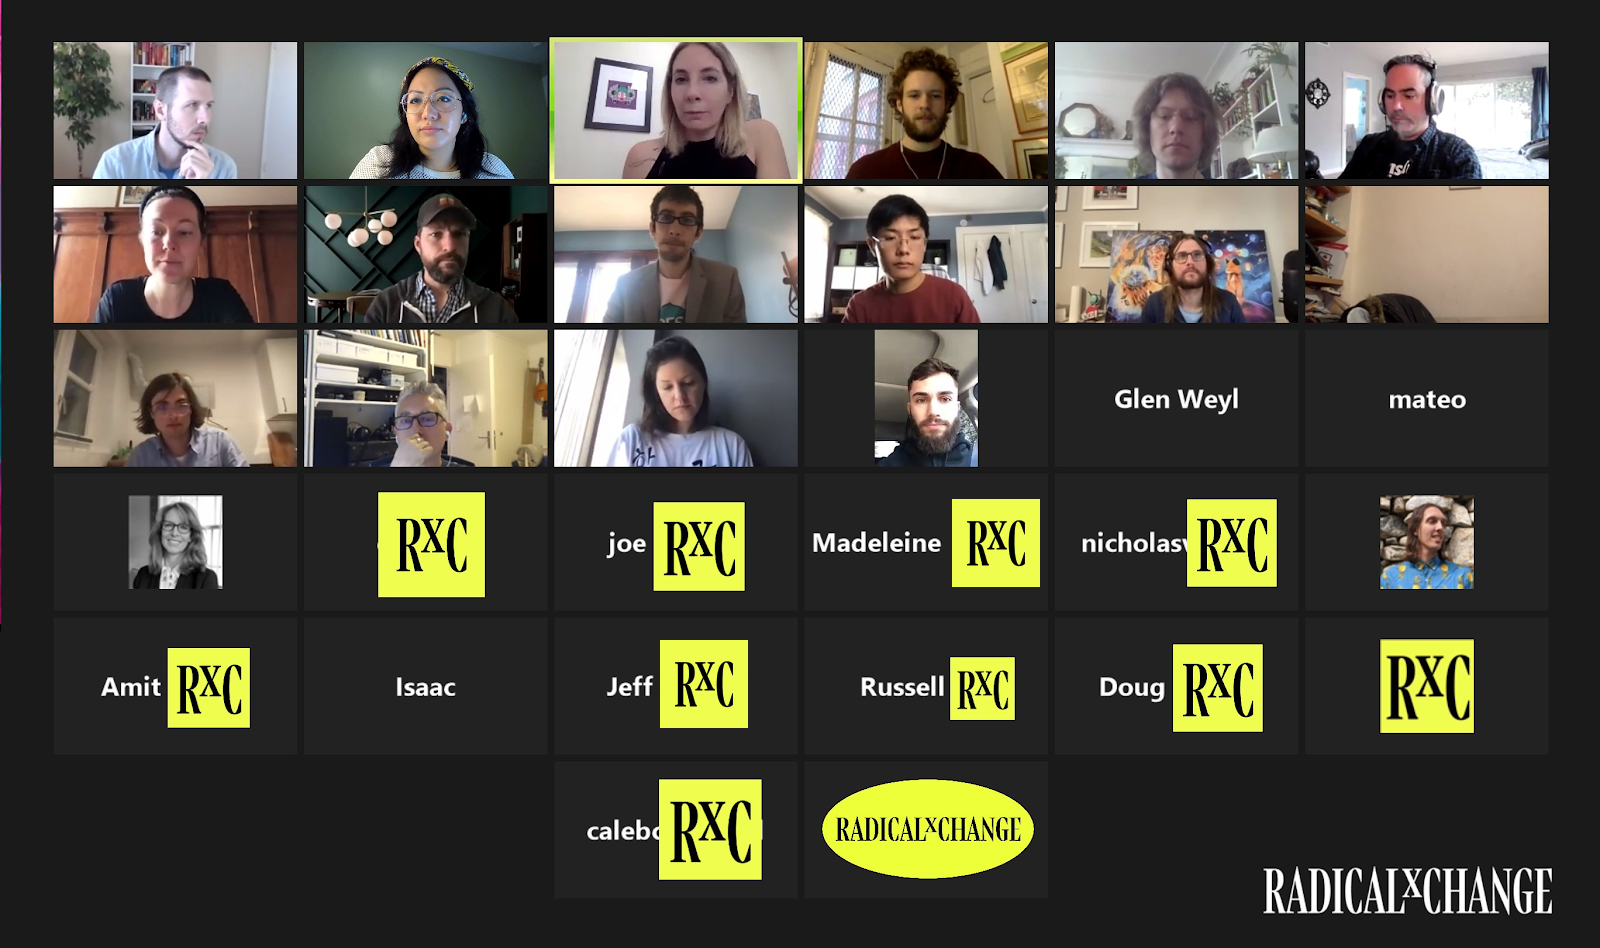 Glen Weyl
mateo
RXC
joe RXC
Madeleine RXC
nicholas RXC
Amit RXC
Isaac
Jeff RXC
Russell RXC
Doug RXC
RXC
calebc RXC
RADICALXCHANGE
RADICALXCHANGE